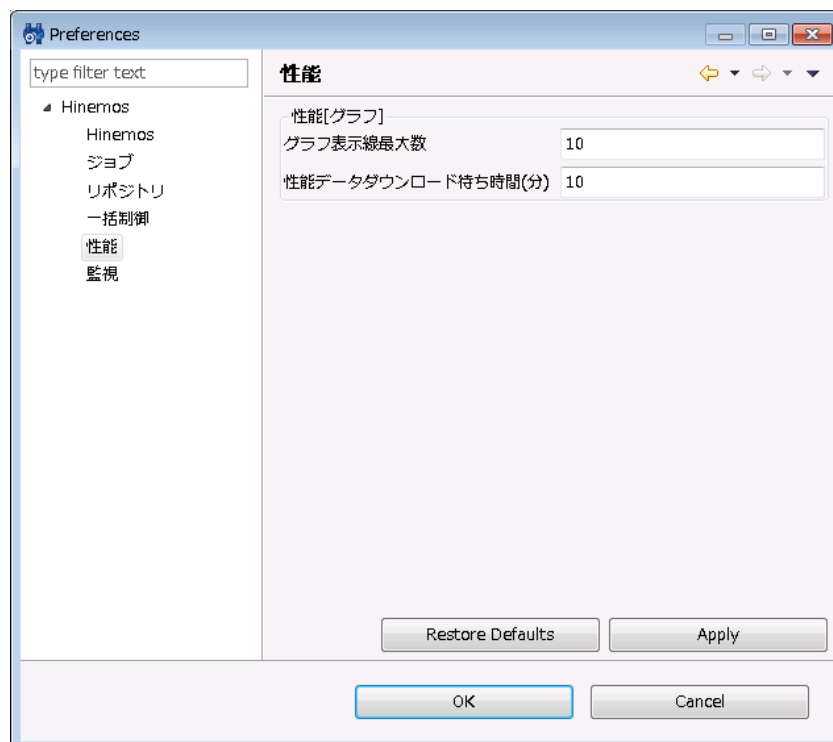 Preferences
type filter text
Hinemos
Hinemos
ジョブ
リポジトリ
一括制御
性能
監視
性能
性能[グラフ]
グラフ表示線最大数 10
性能データダウンロード待ち時間(分) 10
Restore Defaults Apply
OK Cancel